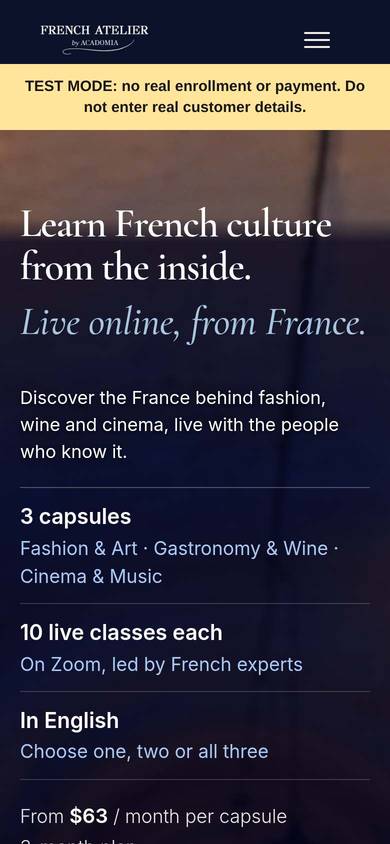 FRENCH ATELIER
by ACADOMIA
TEST MODE: no real enrollment or payment. Do
not enter real customer details.
Learn French culture
from the inside.
Live online, from France.
Discover the France behind fashion,
wine and cinema, live with the people
who know it.
3 capsules
Fashion & Art · Gastronomy & Wine ·
Cinema & Music
10 live classes each
On Zoom, led by French experts
In English
Choose one, two or all three
From $63 / month per capsule